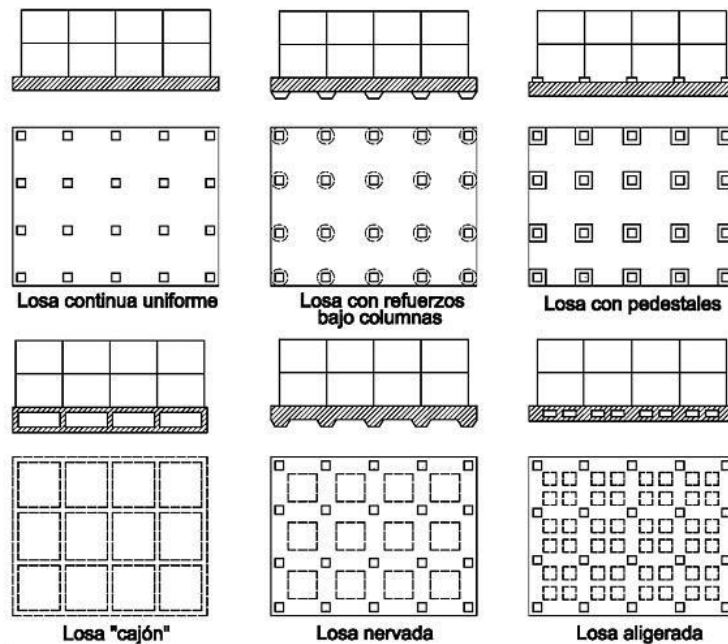 Losa continua uniforme
Losa con refuerzos
bajo columnas
Losa con pedestales
Losa "cajón"
Losa nervada
Losa aligerada